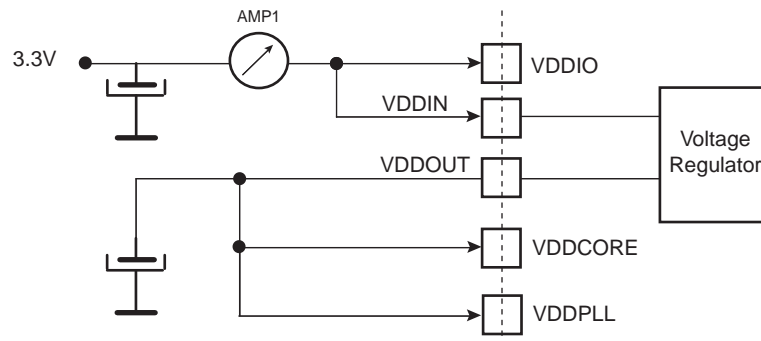 AMP1
3.3V
VDDIO
VDDIN
Voltage
Regulator
VDDOUT
VDDCORE
VDDPLL